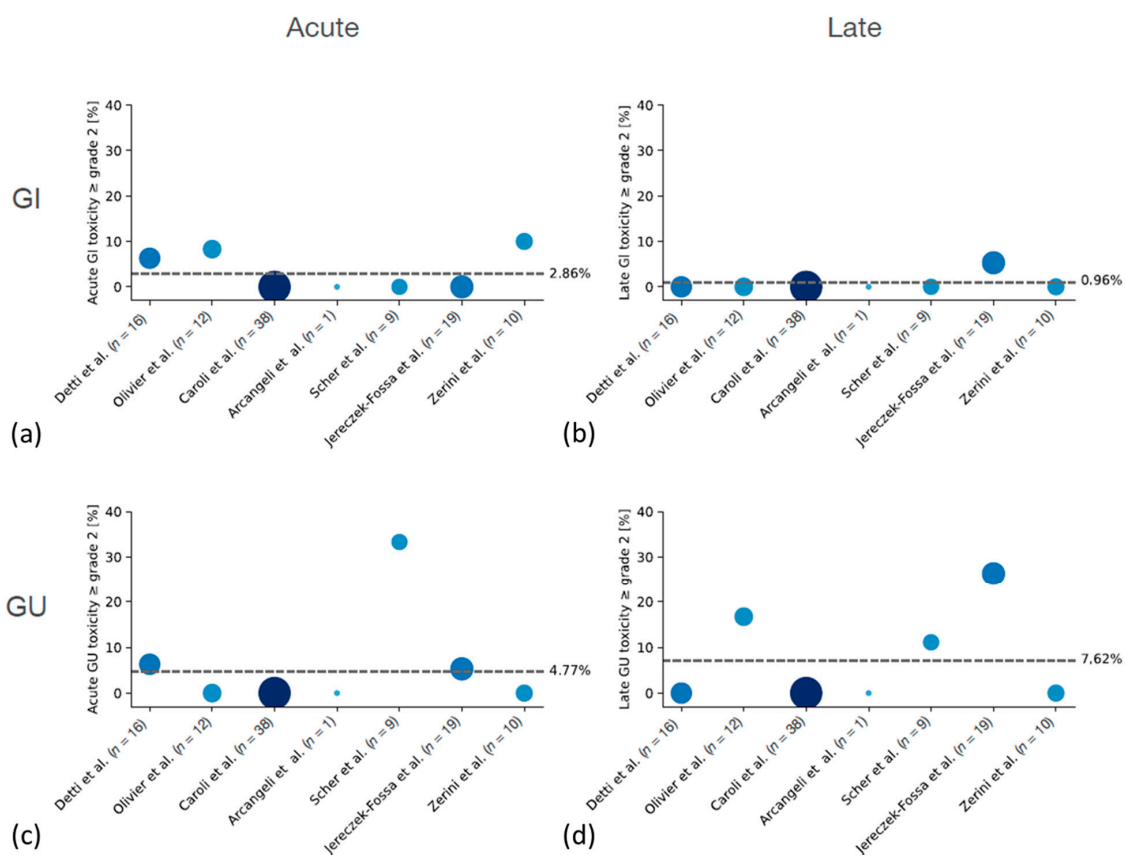 Acute
Late
GI
Acute GI toxicity ≥ grade 2 [%]
40
30
20
10
0
2.86%
Detti et al. (n = 16)
Olivier et al. (n = 12)
Caroli et al. (n = 38)
Arcangeli et  al. (n = 1)
Scher et al. (n = 9)
Jereczek-Fossa et al. (n = 19)
Zerini et al. (n = 10)
(a)
Late GI toxicity ≥ grade 2 [%]
40
30
20
10
0
0.96%
Detti et al. (n = 16)
Olivier et al. (n = 12)
Caroli et al. (n = 38)
Arcangeli et  al. (n = 1)
Scher et al. (n = 9)
Jereczek-Fossa et al. (n = 19)
Zerini et al. (n = 10)
(b)
GU
Acute GU toxicity ≥ grade 2 [%]
40
30
20
10
0
4.77%
Detti et al. (n = 16)
Olivier et al. (n = 12)
Caroli et al. (n = 38)
Arcangeli et  al. (n = 1)
Scher et al. (n = 9)
Jereczek-Fossa et al. (n = 19)
Zerini et al. (n = 10)
(c)
Late GU toxicity ≥ grade 2 [%]
40
30
20
10
0
7.62%
Detti et al. (n = 16)
Olivier et al. (n = 12)
Caroli et al. (n = 38)
Arcangeli et  al. (n = 1)
Scher et al. (n = 9)
Jereczek-Fossa et al. (n = 19)
Zerini et al. (n = 10)
(d)